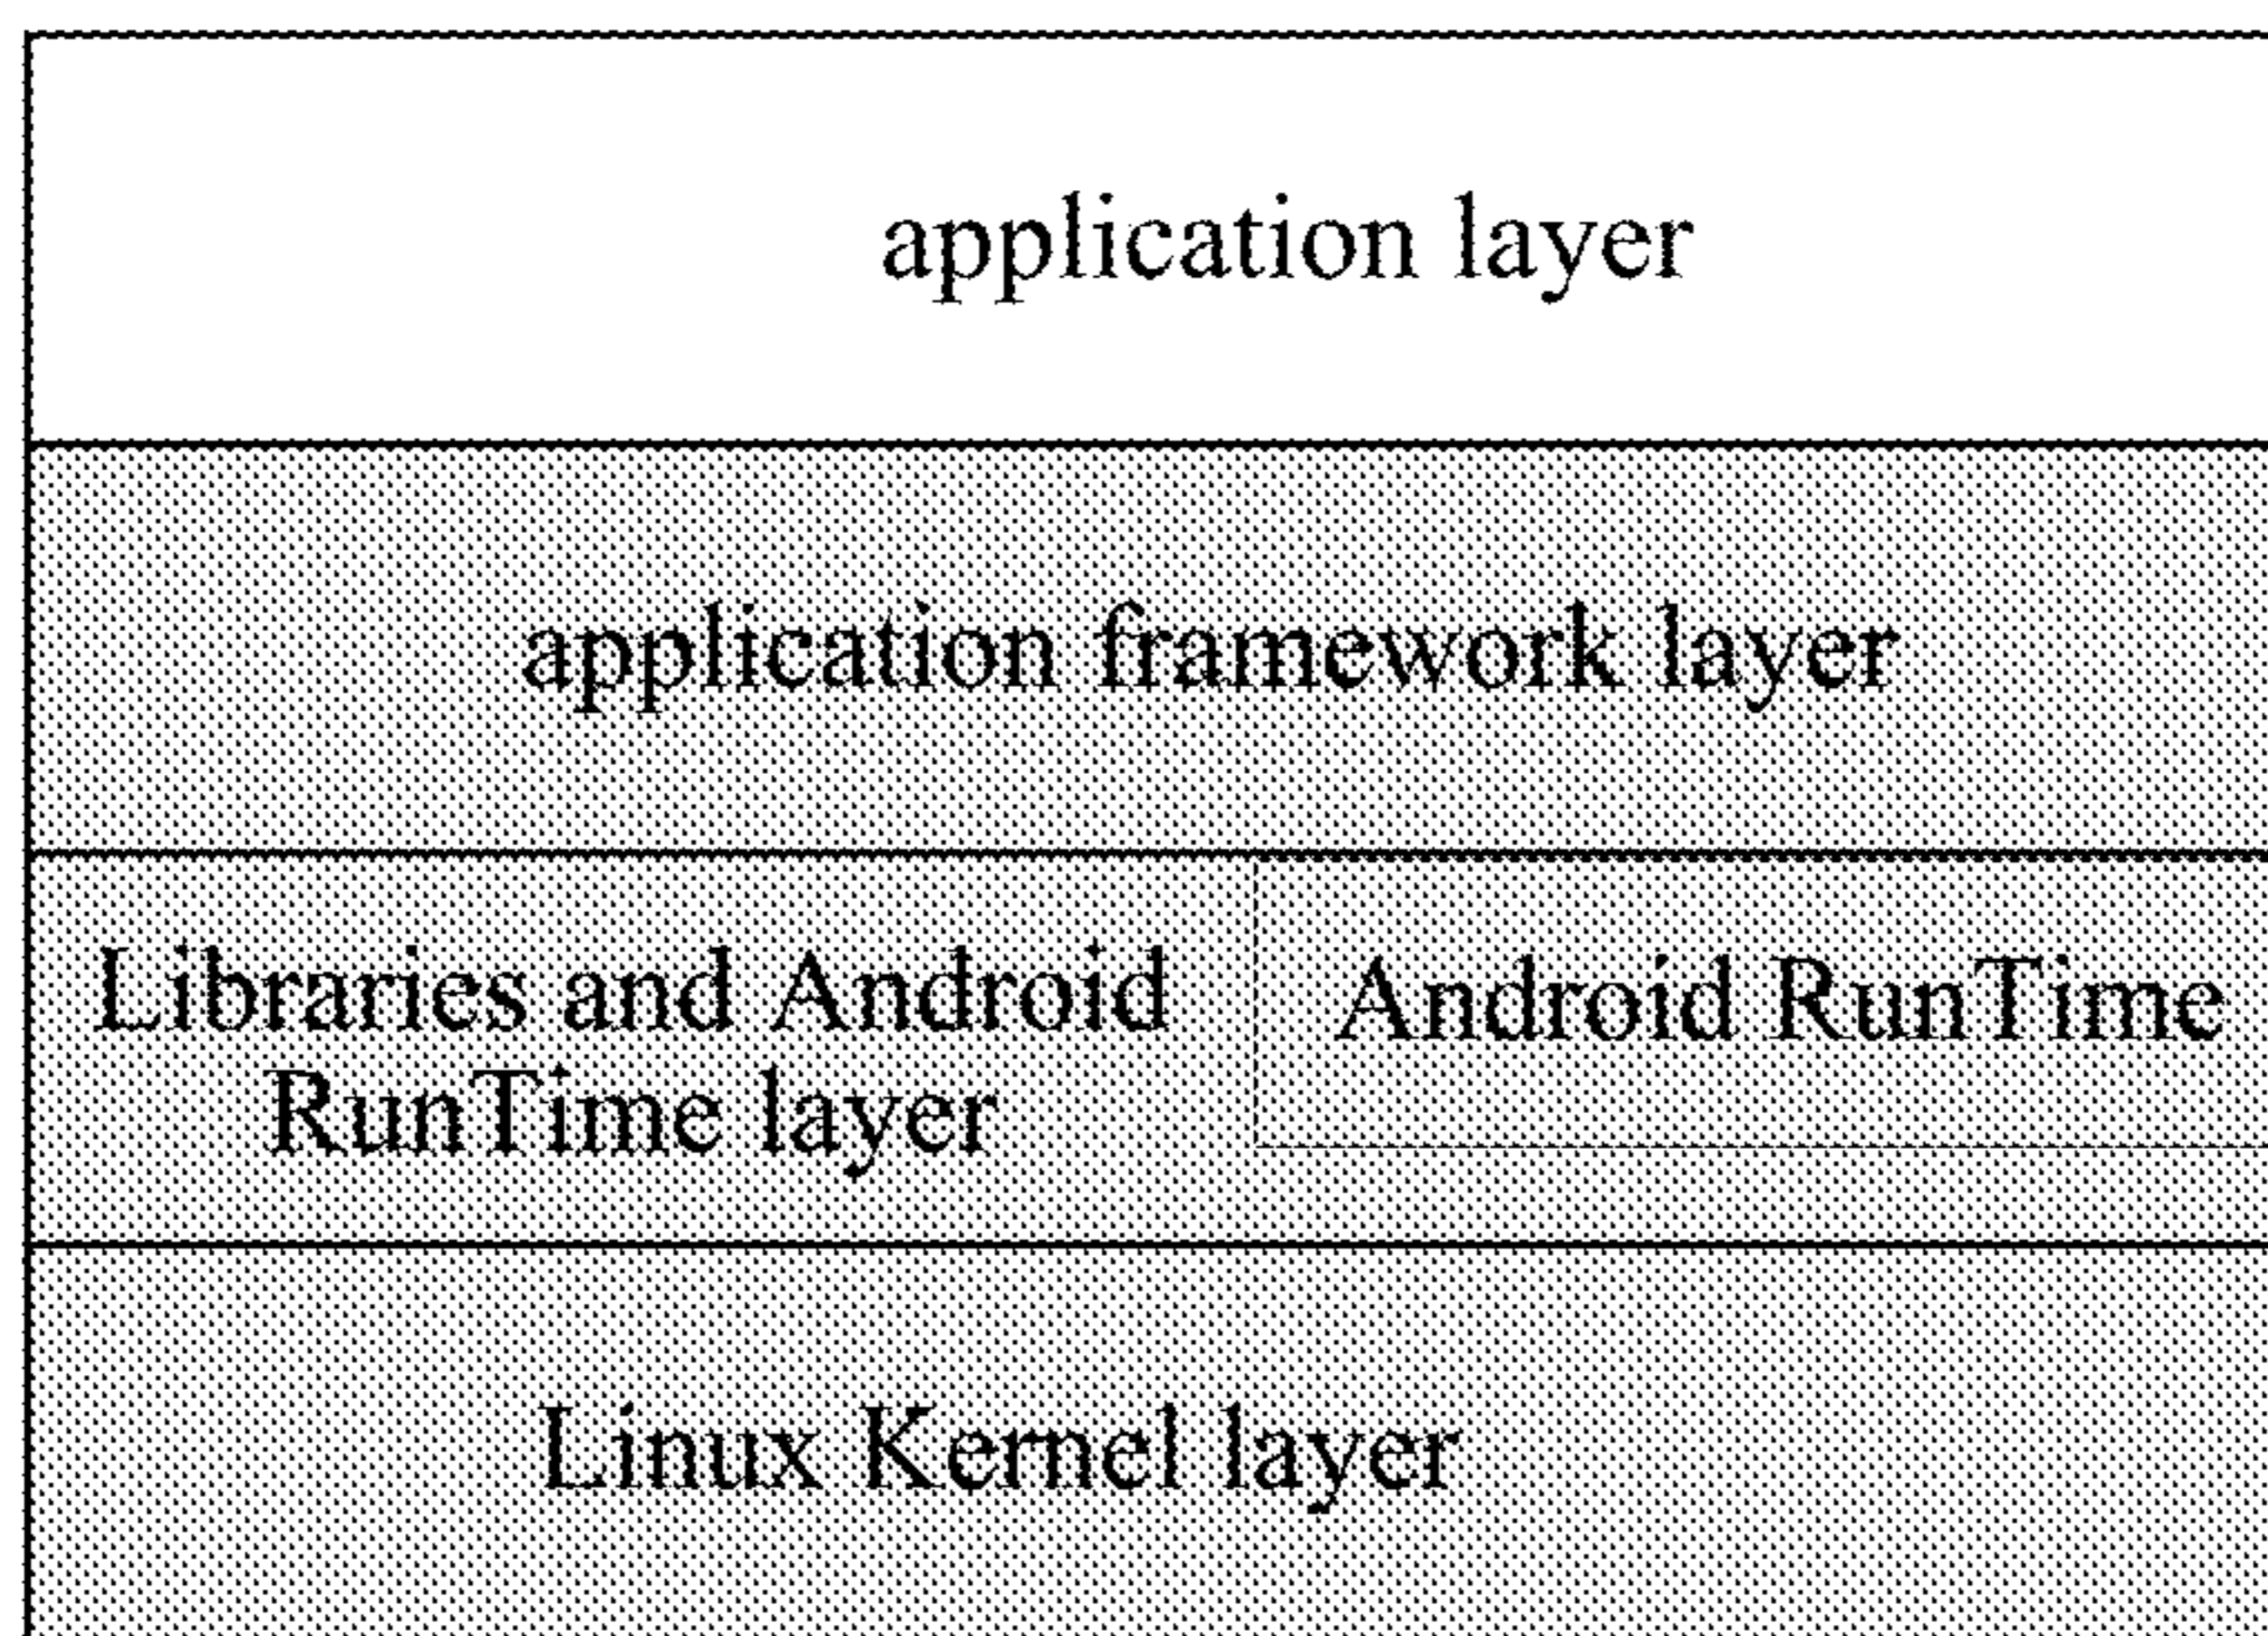 application layer
application framework layer
Libraries and Android
RunTime layer
Android RunTime
Linux Kernel layer